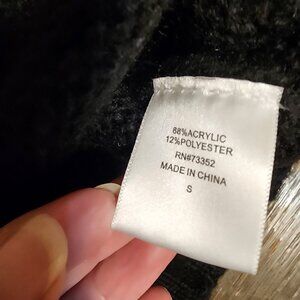 88%ACRYLIC
12%POLYESTER
RN#73352
MADE IN CHINA
S